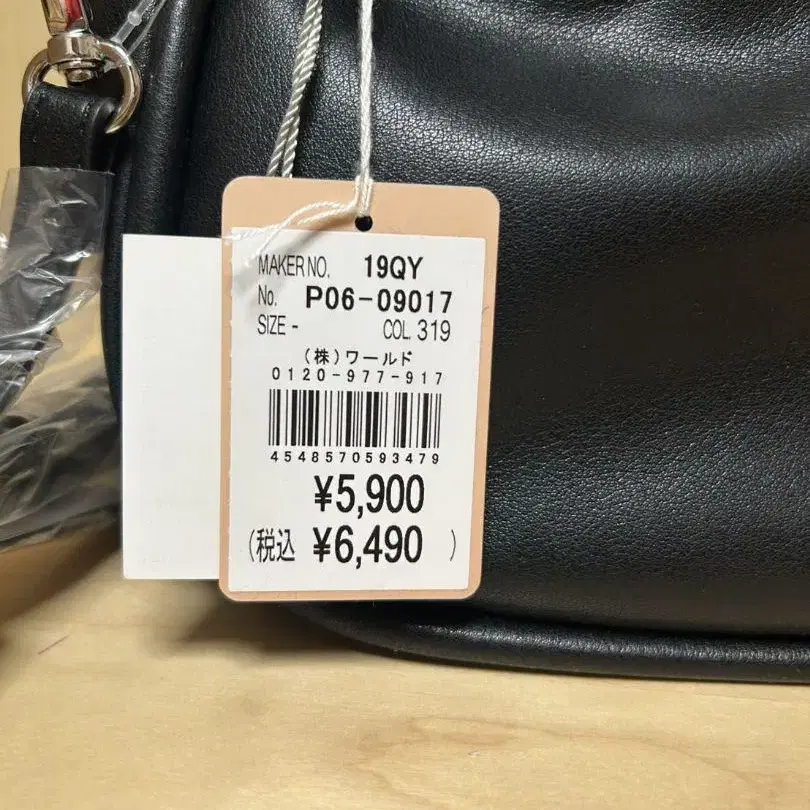 MAKER NO. 19QY
No. P06-09017
SIZE - COL. 319
(株)ワールド
0120-977-917
4548570593479
¥5,900
(税込 ¥6,490 )